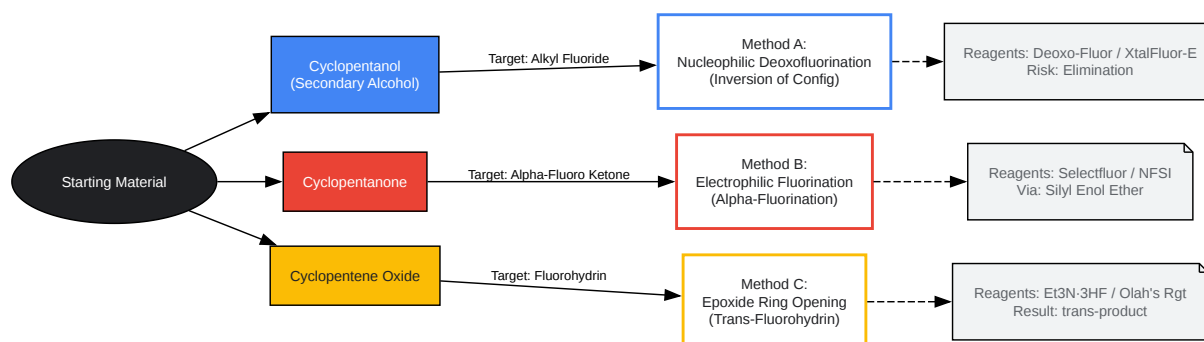 Starting Material
Cyclopentanol
(Secondary Alcohol)
Target: Alkyl Fluoride
Method A:
Nucleophilic Deoxofluorination
(Inversion of Config)
Reagents: Deoxo-Fluor / XtalFluor-E
Risk: Elimination
Cyclopentanone
Target: Alpha-Fluoro Ketone
Method B:
Electrophilic Fluorination
(Alpha-Fluorination)
Reagents: Selectfluor / NFSI
Via: Silyl Enol Ether
Cyclopentene Oxide
Target: Fluorohydrin
Method C:
Epoxide Ring Opening
(Trans-Fluorohydrin)
Reagents: Et3N·3HF / Olah's Rgt
Result: trans-product